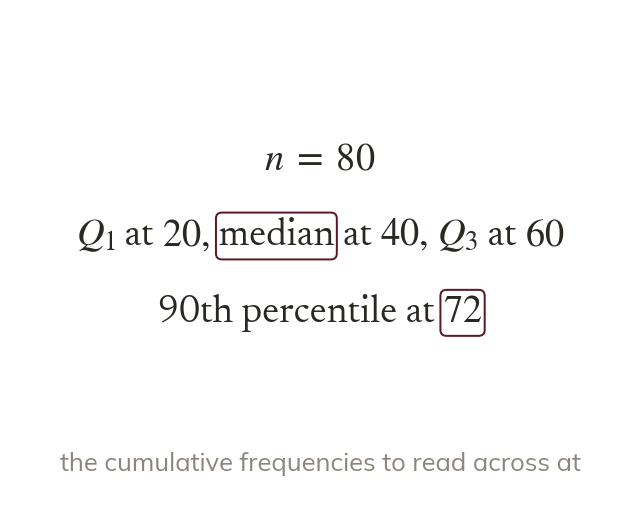 n = 80
Q₁ at 20, median at 40, Q₃ at 60
90th percentile at 72
the cumulative frequencies to read across at